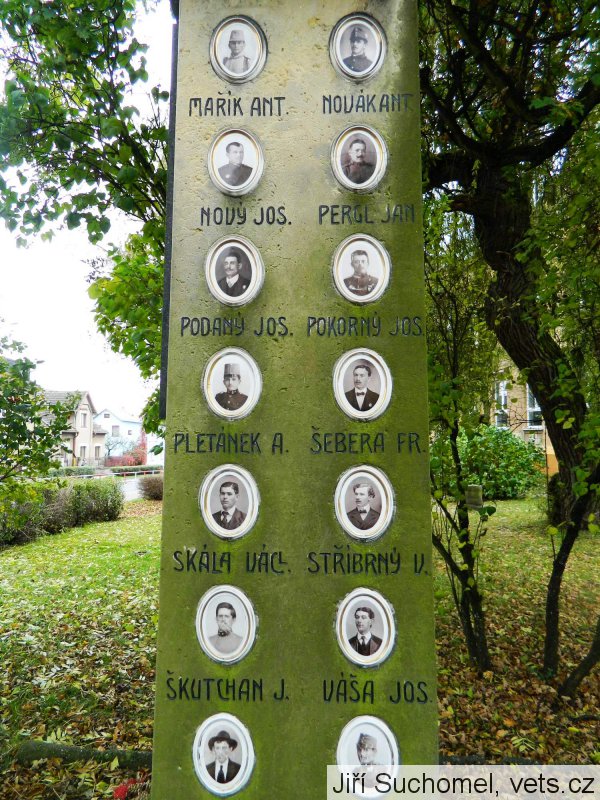 MAŘÍK ANT. NOVÁK ANT.
NOVÝ JOS. PERGL JAN
PODANÝ JOS. POKORNÝ JOS.
PLETÁNEK A. ŠEBERA FR.
SKÁLA VÁCL. STŘÍBRNÝ V.
ŠKUTCHAN J. VÁŠA JOS.
Jiří SUCHOMEL, vets.cz